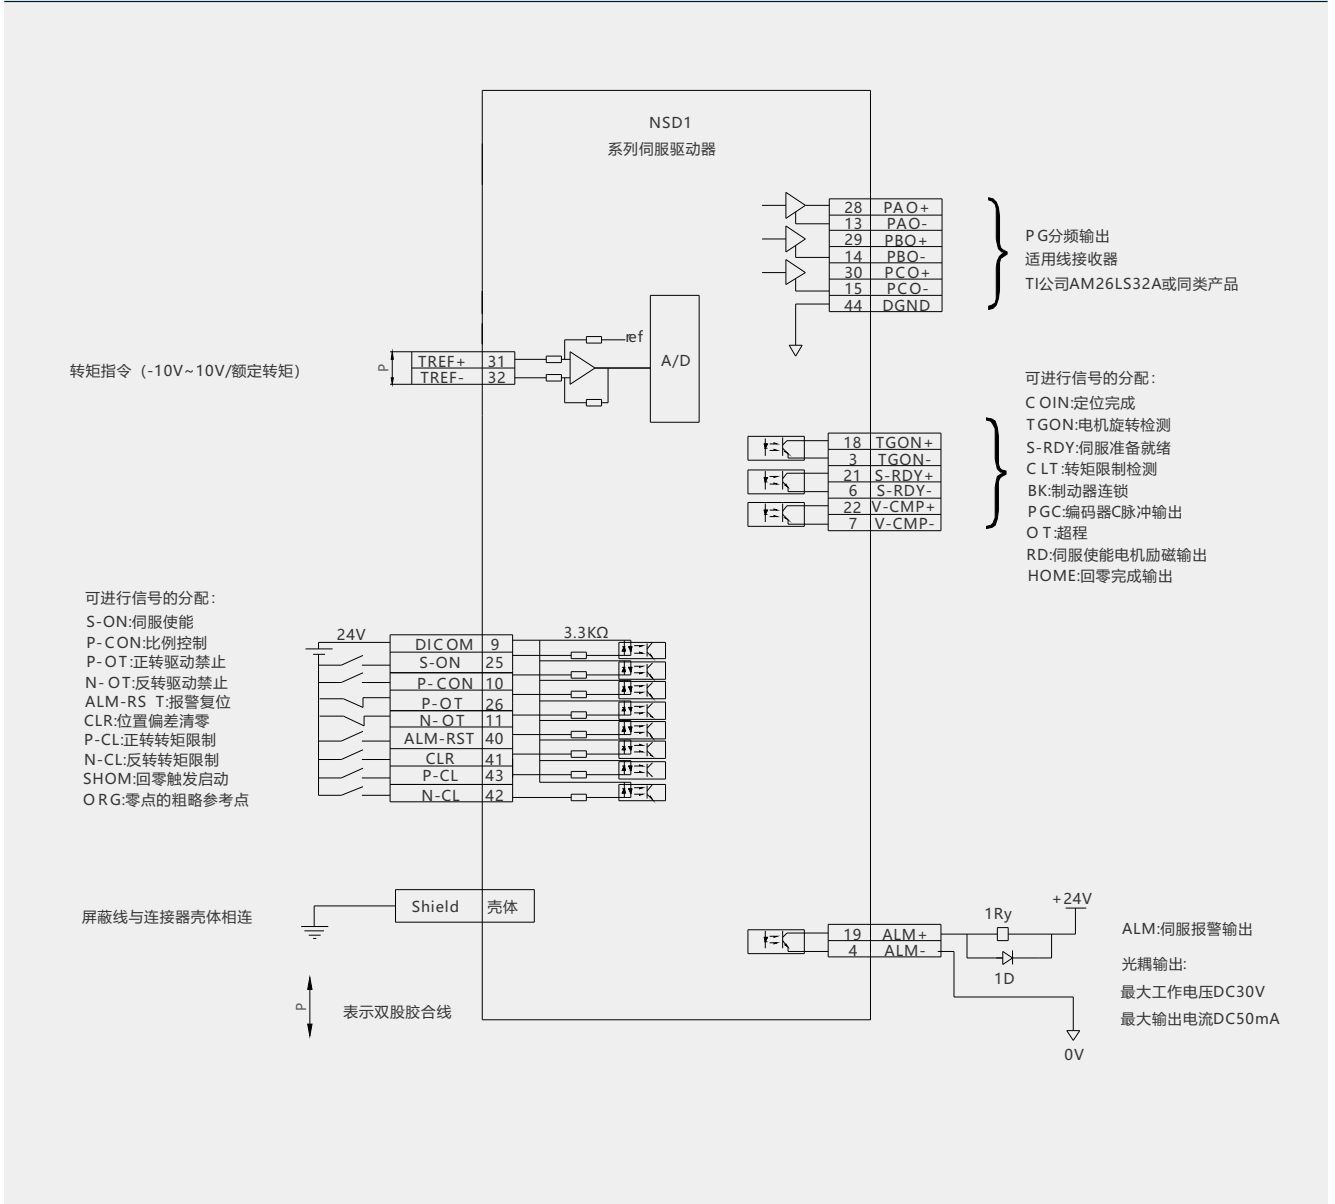 NSD1
系列伺服驱动器
28 PAO+
13 PAO-
29 PBO+
14 PBO-
30 PCO+
15 PCO-
44 DGND
PG分频输出
适用线接收器
TI公司AM26LS32A或同类产品
转矩指令（-10V~10V/额定转矩）
P
TREF+ 31
TREF- 32
ref
A/D
可进行信号的分配：
COIN:定位完成
TGON:电机旋转检测
S-RDY:伺服准备就绪
CLT:转矩限制检测
BK:制动器连锁
PGC:编码器C脉冲输出
OT:超程
RD:伺服使能电机励磁输出
HOME:回零完成输出
18 TGON+
3 TGON-
21 S-RDY+
6 S-RDY-
22 V-CMP+
7 V-CMP-
可进行信号的分配：
S-ON:伺服使能
P-CON:比例控制
P-OT:正转驱动禁止
N-OT:反转驱动禁止
ALM-RS T:报警复位
CLR:位置偏差清零
P-CL:正转转矩限制
N-CL:反转转矩限制
SHOM:回零触发启动
ORG:零点的粗略参考点
24V
3.3KΩ
DICOM 9
S-ON 25
P-CON 10
P-OT 26
N-OT 11
ALM-RST 40
CLR 41
P-CL 43
N-CL 42
屏蔽线与连接器壳体相连
Shield 壳体
P
表示双股胶合线
19 ALM+
4 ALM-
1Ry
+24V
1D
0V
ALM:伺服报警输出
光耦输出:
最大工作电压DC30V
最大输出电流DC50mA